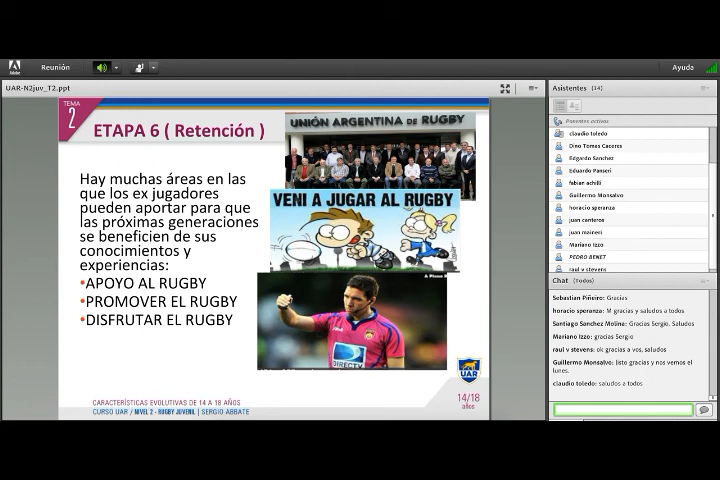 Adobe
Reunión
Ayuda
UAR-N2juv_T2.ppt
TEMA
2
ETAPA 6 ( Retención )
Hay muchas áreas en las
que los ex jugadores
pueden aportar para que
las próximas generaciones
se beneficien de sus
conocimientos y
experiencias:
•APOYO AL RUGBY
•PROMOVER EL RUGBY
•DISFRUTAR EL RUGBY
UNIÓN ARGENTINA DE RUGBY
VENI A JUGAR AL RUGBY
DIRECTV
UAR
14/18
años
CARACTERÍSTICAS EVOLUTIVAS DE 14 A 18 AÑOS
CURSO UAR / NIVEL 2 - RUGBY JUVENIL | SERGIO ABBATE
Asistentes (14)
Ponentes activos
claudio toledo
Dino Tomas Caceres
Edgardo Sanchez
Eduardo Panseri
fabian achilli
Guillermo Monsalvo
horacio speranza
juan canteros
juan maineri
Mariano Izzo
PEDRO BENET
raul v stevens
Chat (Todos)
Sebastian Piñeiro: Gracias
horacio speranza: M gracias y saludos a todos
Santiago Sanchez Molina: Gracias Sergio. Saludos
Mariano Izzo: gracias Sergio
raul v stevens: ok gracias a vos, saludos
Guillermo Monsalvo: listo gracias y nos vemos el
lunes.
claudio toledo: saludos a todos